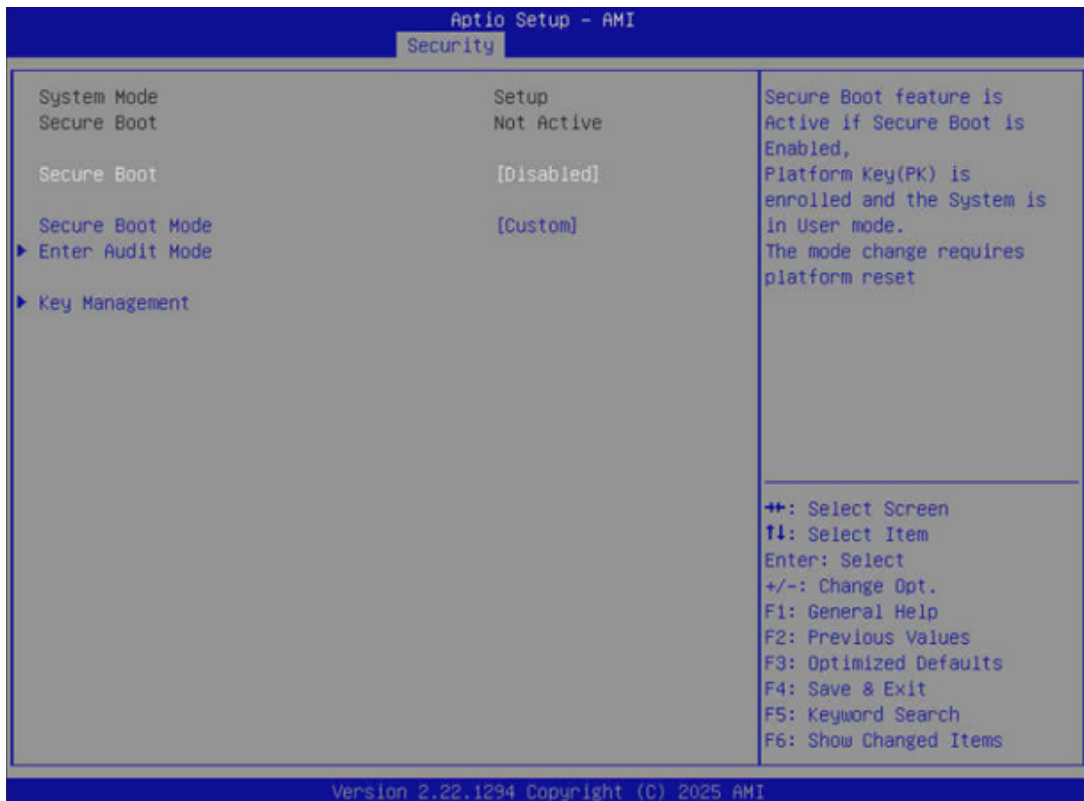 Aptio Setup – AMI
Security
System Mode Setup
Secure Boot Not Active
Secure Boot [Disabled]
Secure Boot Mode [Custom]
Enter Audit Mode
Key Management
Secure Boot feature is
Active if Secure Boot is
Enabled,
Platform Key(PK) is
enrolled and the System is
in User mode.
The mode change requires
platform reset
→←: Select Screen
↑↓: Select Item
Enter: Select
+/-: Change Opt.
F1: General Help
F2: Previous Values
F3: Optimized Defaults
F4: Save & Exit
F5: Keyword Search
F6: Show Changed Items
Version 2.22.1294 Copyright (C) 2025 AMI